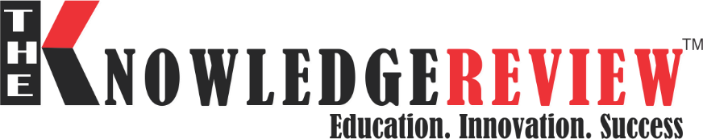 THE KNOWLEDGEREVIEW™
Education. Innovation. Success